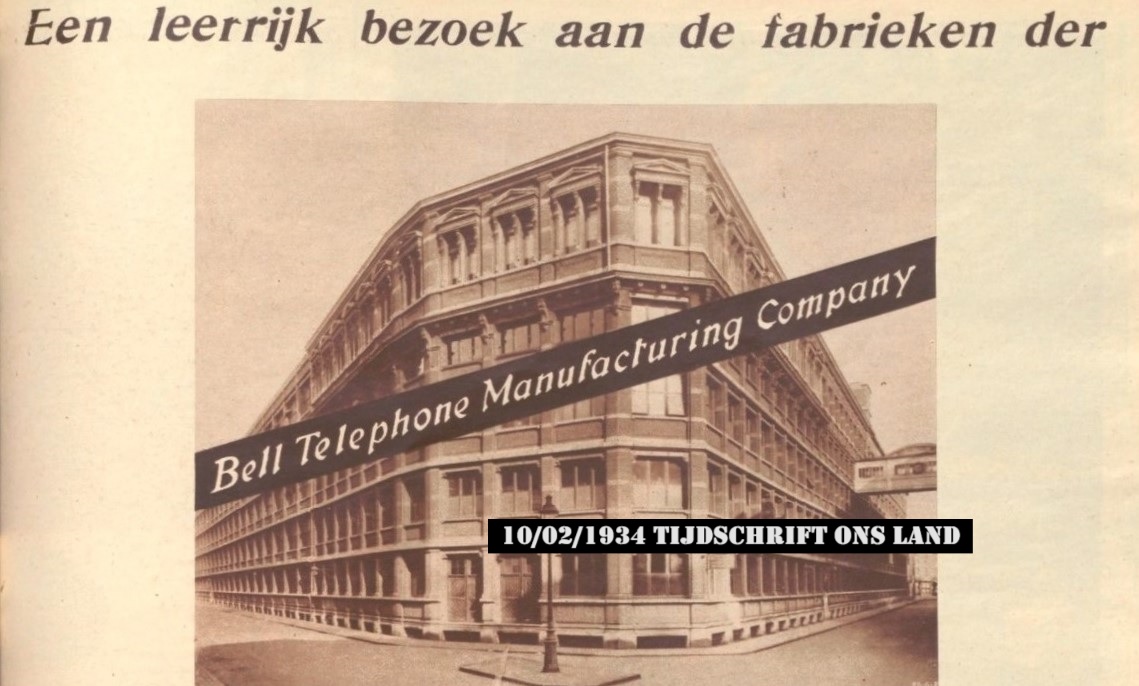 Een leerrijk bezoek aan de fabrieken der
Bell Telephone Manufacturing Company
10/02/1934 TIJDSCHRIFT ONS LAND